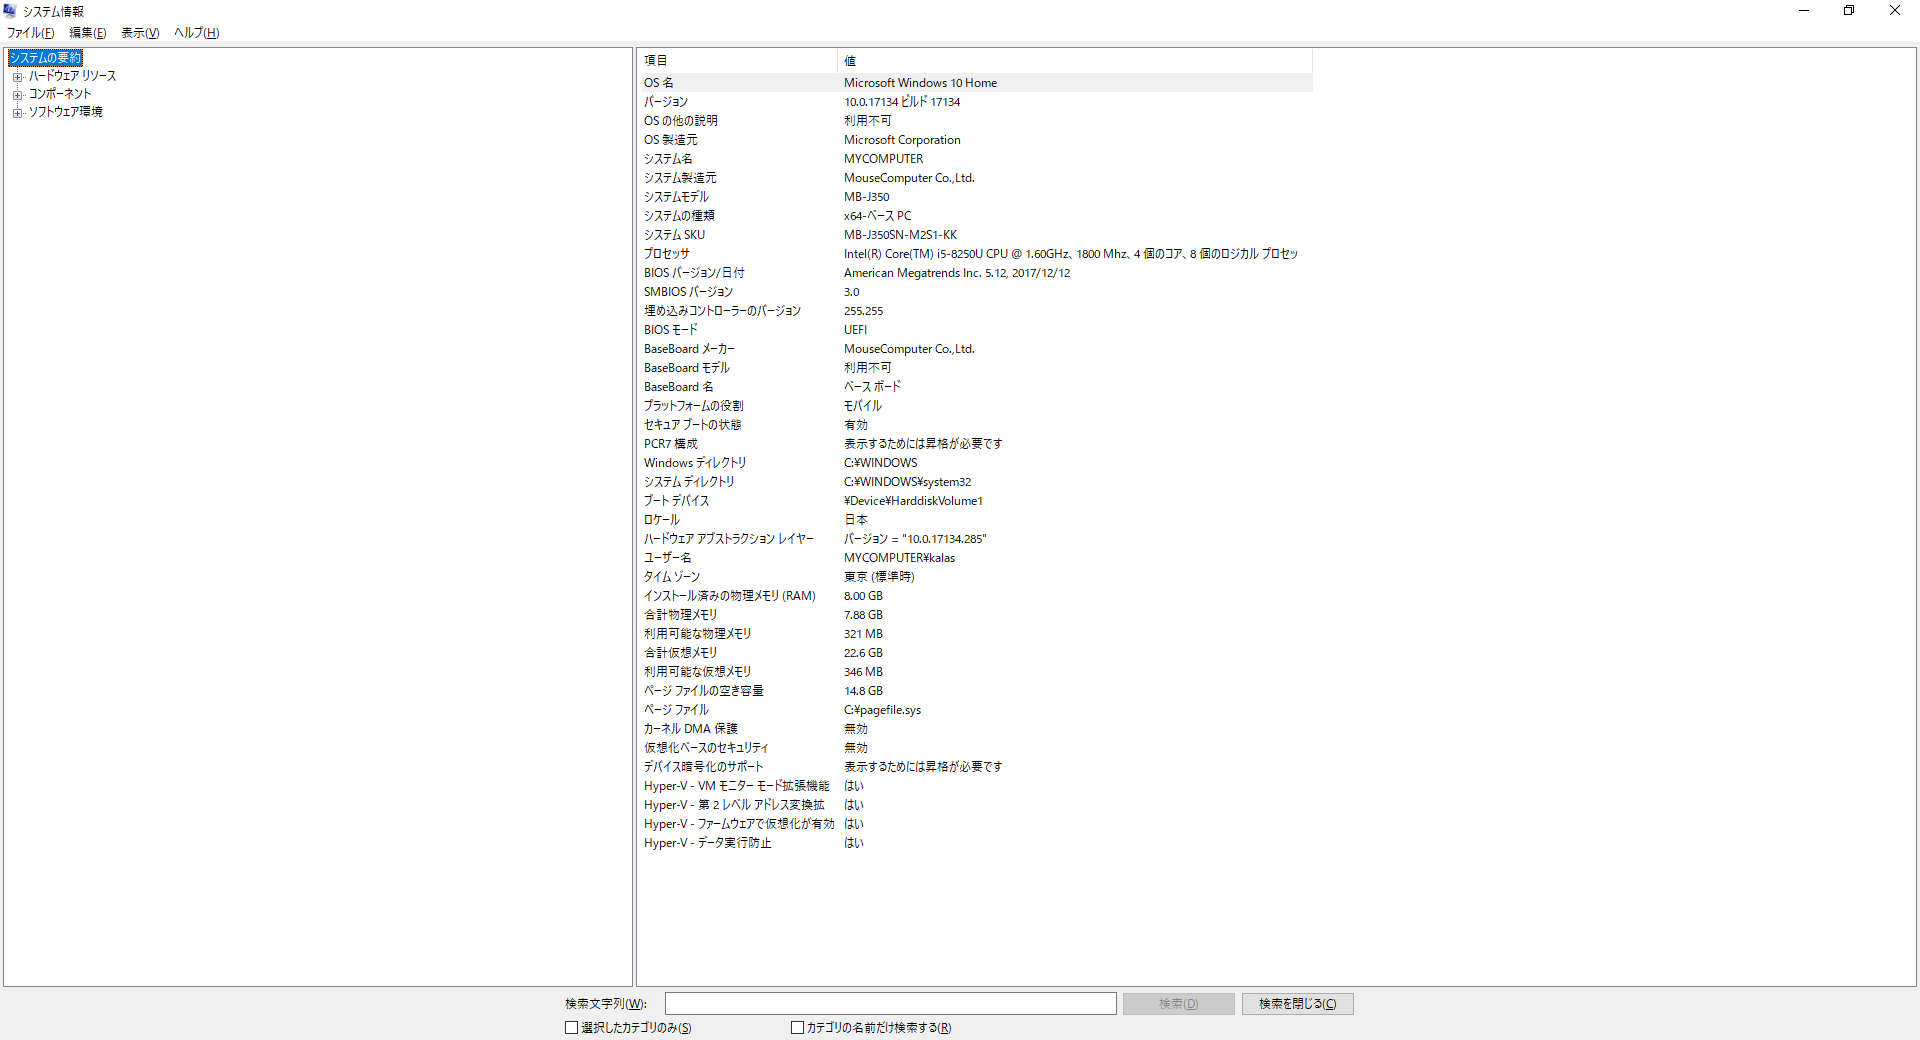 システム情報
ファイル(F) 編集(E) 表示(V) ヘルプ(H)
システムの要約
ハードウェア リソース
コンポーネント
ソフトウェア環境
項目 値
OS 名 Microsoft Windows 10 Home
バージョン 10.0.17134 ビルド 17134
OS の他の説明 利用不可
OS 製造元 Microsoft Corporation
システム名 MYCOMPUTER
システム製造元 MouseComputer Co.,Ltd.
システムモデル MB-J350
システムの種類 x64-ベース PC
システム SKU MB-J350SN-M2S1-KK
プロセッサ Intel(R) Core(TM) i5-8250U CPU @ 1.60GHz、1800 Mhz、4 個のコア、8 個のロジカル プロセッ
BIOS バージョン/日付 American Megatrends Inc. 5.12, 2017/12/12
SMBIOS バージョン 3.0
埋め込みコントローラーのバージョン 255.255
BIOS モード UEFI
BaseBoard メーカー MouseComputer Co.,Ltd.
BaseBoard モデル 利用不可
BaseBoard 名 ベース ボード
プラットフォームの役割 モバイル
セキュア ブートの状態 有効
PCR7 構成 表示するためには昇格が必要です
Windows ディレクトリ C:¥WINDOWS
システム ディレクトリ C:¥WINDOWS¥system32
ブート デバイス ¥Device¥HarddiskVolume1
ロケール 日本
ハードウェア アブストラクション レイヤー バージョン = "10.0.17134.285"
ユーザー名 MYCOMPUTER¥kalas
タイム ゾーン 東京 (標準時)
インストール済みの物理メモリ (RAM) 8.00 GB
合計物理メモリ 7.88 GB
利用可能な物理メモリ 321 MB
合計仮想メモリ 22.6 GB
利用可能な仮想メモリ 346 MB
ページ ファイルの空き容量 14.8 GB
ページ ファイル C:¥pagefile.sys
カーネル DMA 保護 無効
仮想化ベースのセキュリティ 無効
デバイス暗号化のサポート 表示するためには昇格が必要です
Hyper-V - VM モニター モード拡張機能 はい
Hyper-V - 第 2 レベル アドレス変換拡 はい
Hyper-V - ファームウェアで仮想化が有効 はい
Hyper-V - データ実行防止 はい
検索文字列(W): 検索(D) 検索を閉じる(C)
選択したカテゴリのみ(S) カテゴリの名前だけ検索する(R)